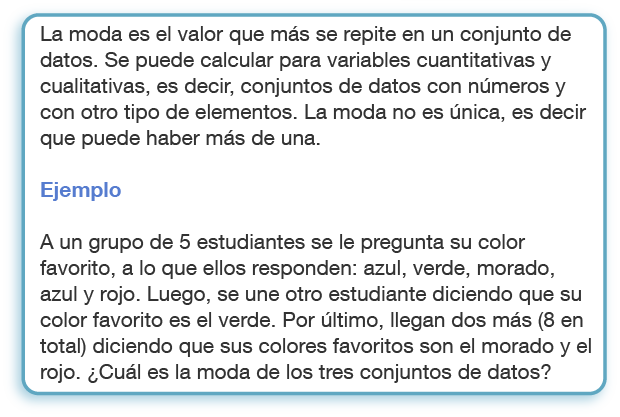 La moda es el valor que más se repite en un conjunto de
datos. Se puede calcular para variables cuantitativas y
cualitativas, es decir, conjuntos de datos con números y
con otro tipo de elementos. La moda no es única, es decir
que puede haber más de una.
Ejemplo
A un grupo de 5 estudiantes se le pregunta su color
favorito, a lo que ellos responden: azul, verde, morado,
azul y rojo. Luego, se une otro estudiante diciendo que su
color favorito es el verde. Por último, llegan dos más (8 en
total) diciendo que sus colores favoritos son el morado y el
rojo. ¿Cuál es la moda de los tres conjuntos de datos?